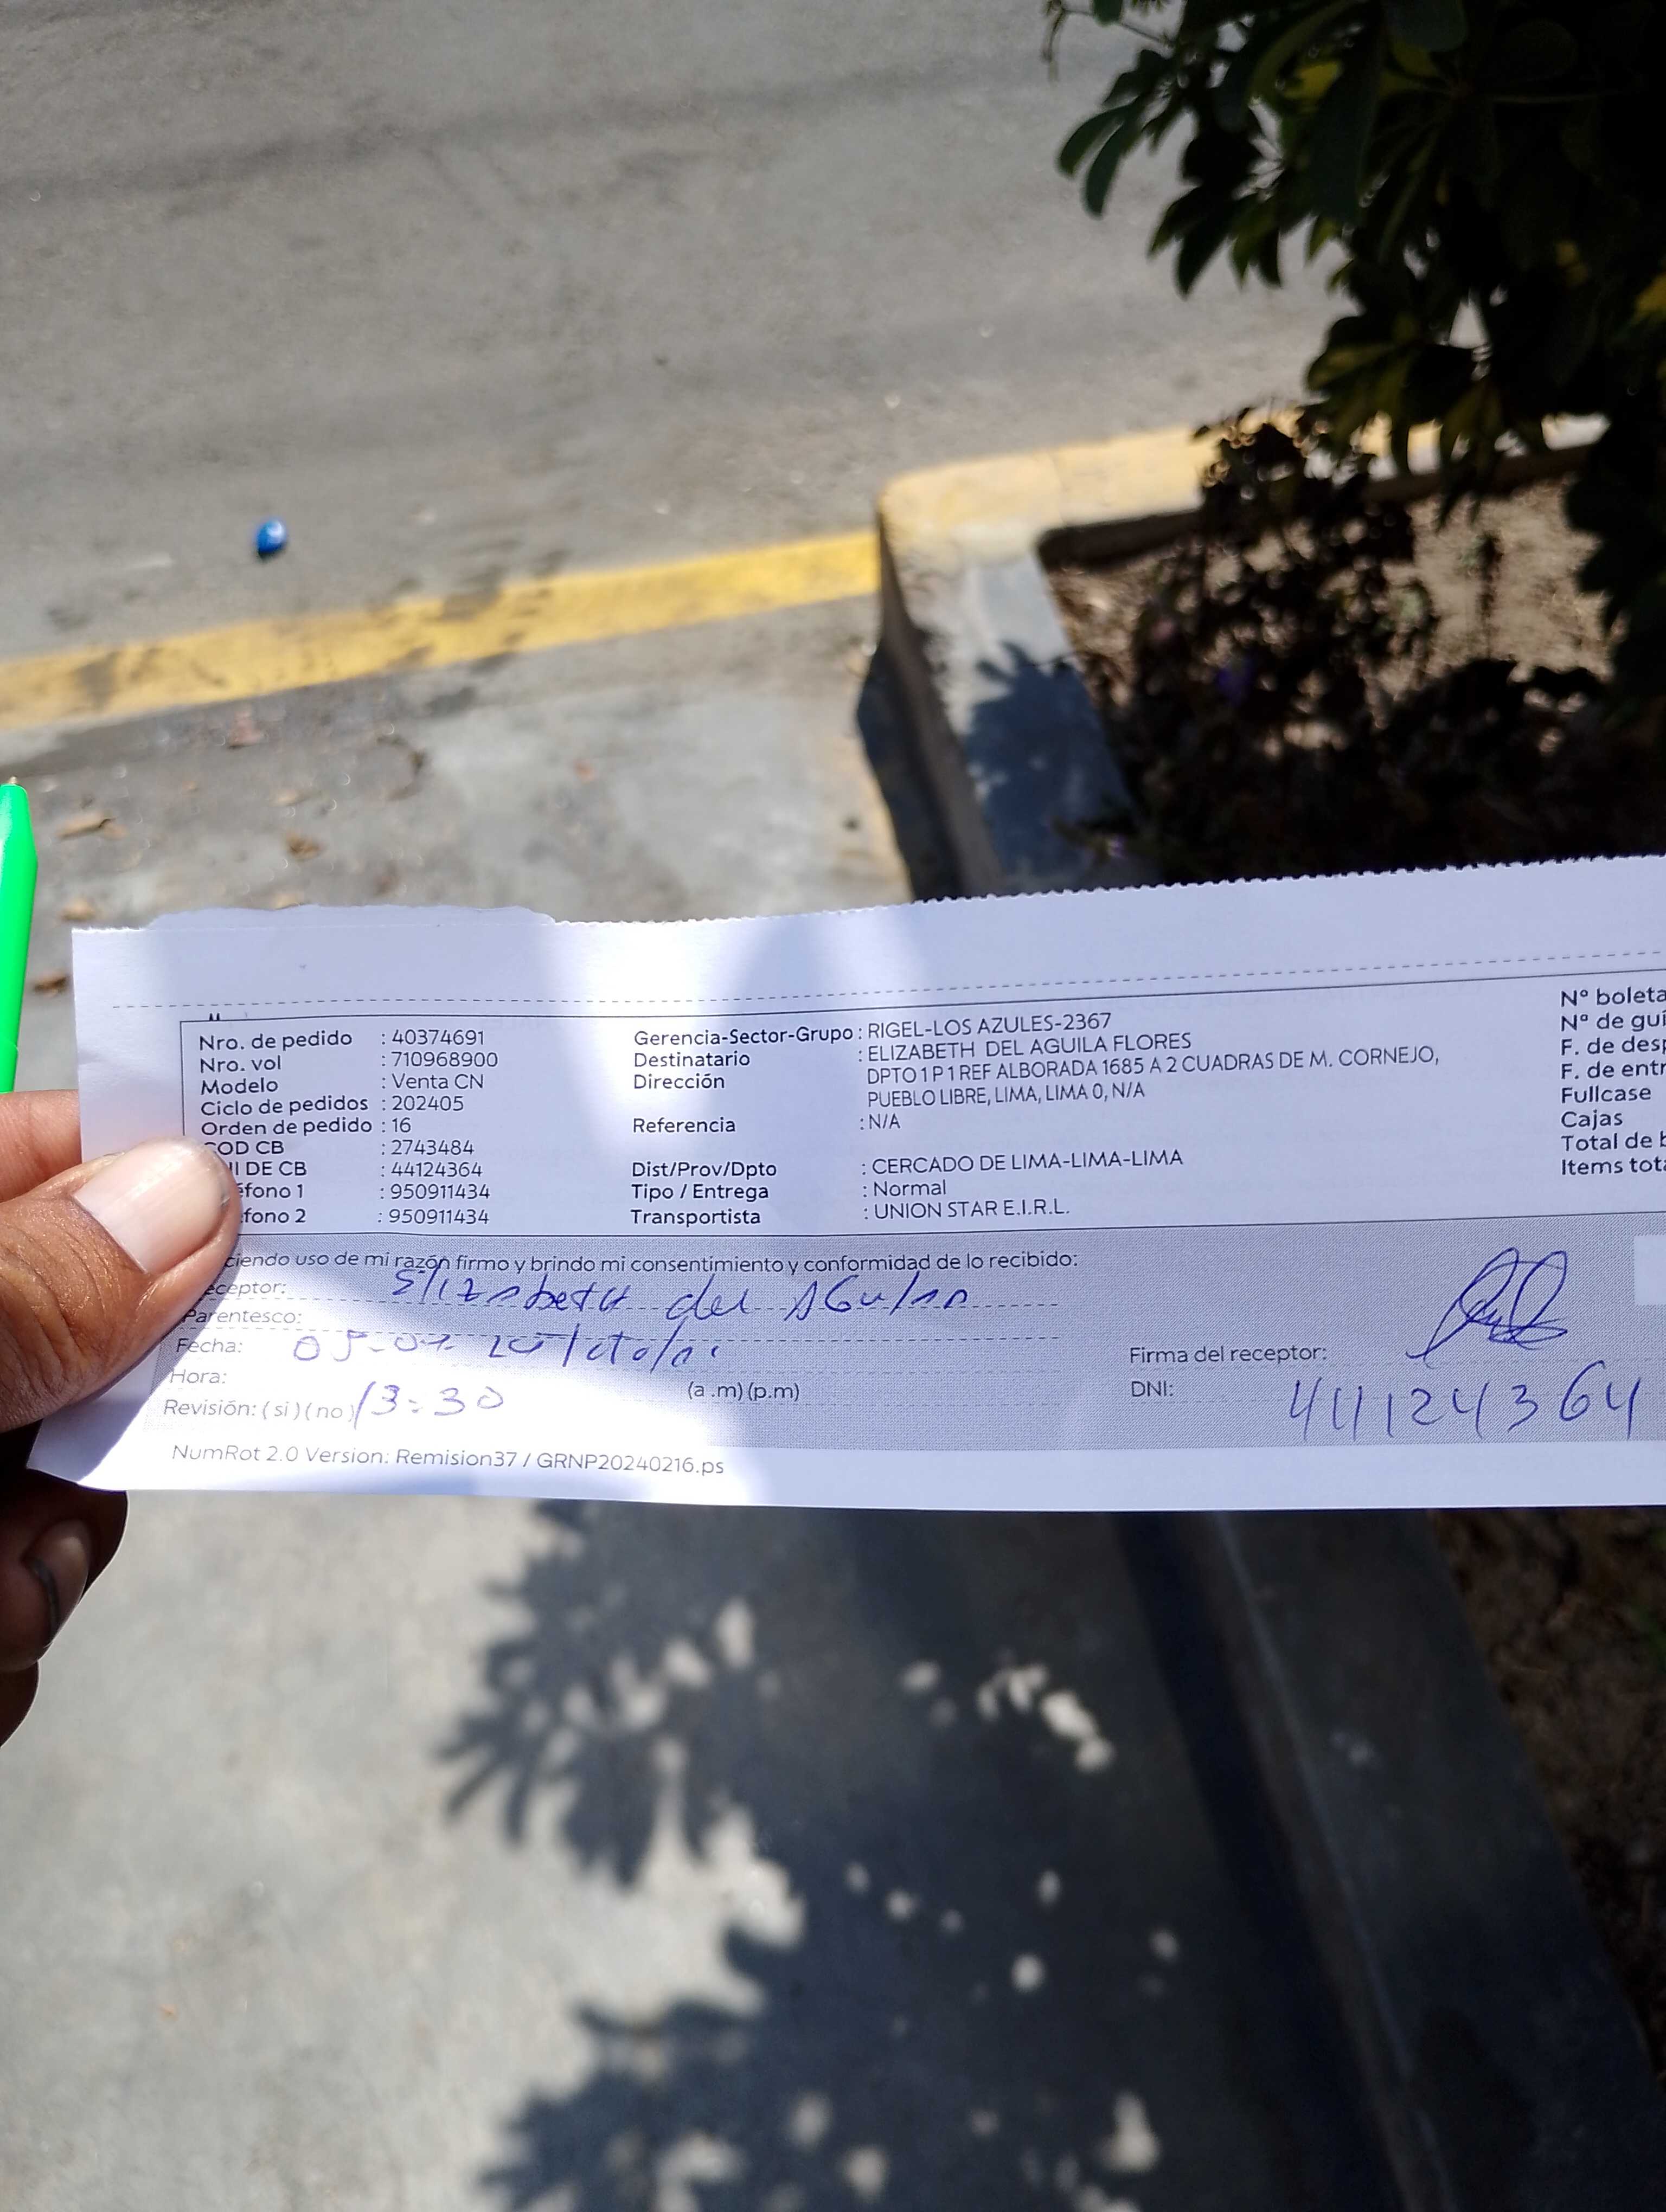 Nro. de pedido : 40374691
Nro. vol : 710968900
Modelo : Venta CN
Ciclo de pedidos : 202405
Orden de pedido : 16
COD CB : 2743484
DE CB : 44124364
éfono 1 : 950911434
fono 2 : 950911434
Gerencia-Sector-Grupo : RIGEL-LOS AZULES-2367
Destinatario : ELIZABETH DEL AGUILA FLORES
Dirección : DPTO 1 P 1 REF ALBORADA 1685 A 2 CUADRAS DE M. CORNEJO,
PUEBLO LIBRE, LIMA, LIMA 0, N/A
Referencia : N/A
Dist/Prov/Dpto : CERCADO DE LIMA-LIMA-LIMA
Tipo / Entrega : Normal
Transportista : UNION STAR E.I.R.L.
Nº boleta
Nº de guí
F. de desp
F. de entr
Fullcase
Cajas
Total de b
Items tota
ciendo uso de mi razón firmo y brindo mi consentimiento y conformidad de lo recibido:
eceptor: Elizabeth del AGuila
Parentesco:
Fecha:
Hora: (a .m) (p.m)
Revisión: ( si ) ( no ) 13:30
Firma del receptor:
DNI: 44124364
NumRot 2.0 Version: Remision37 / GRNP20240216.ps